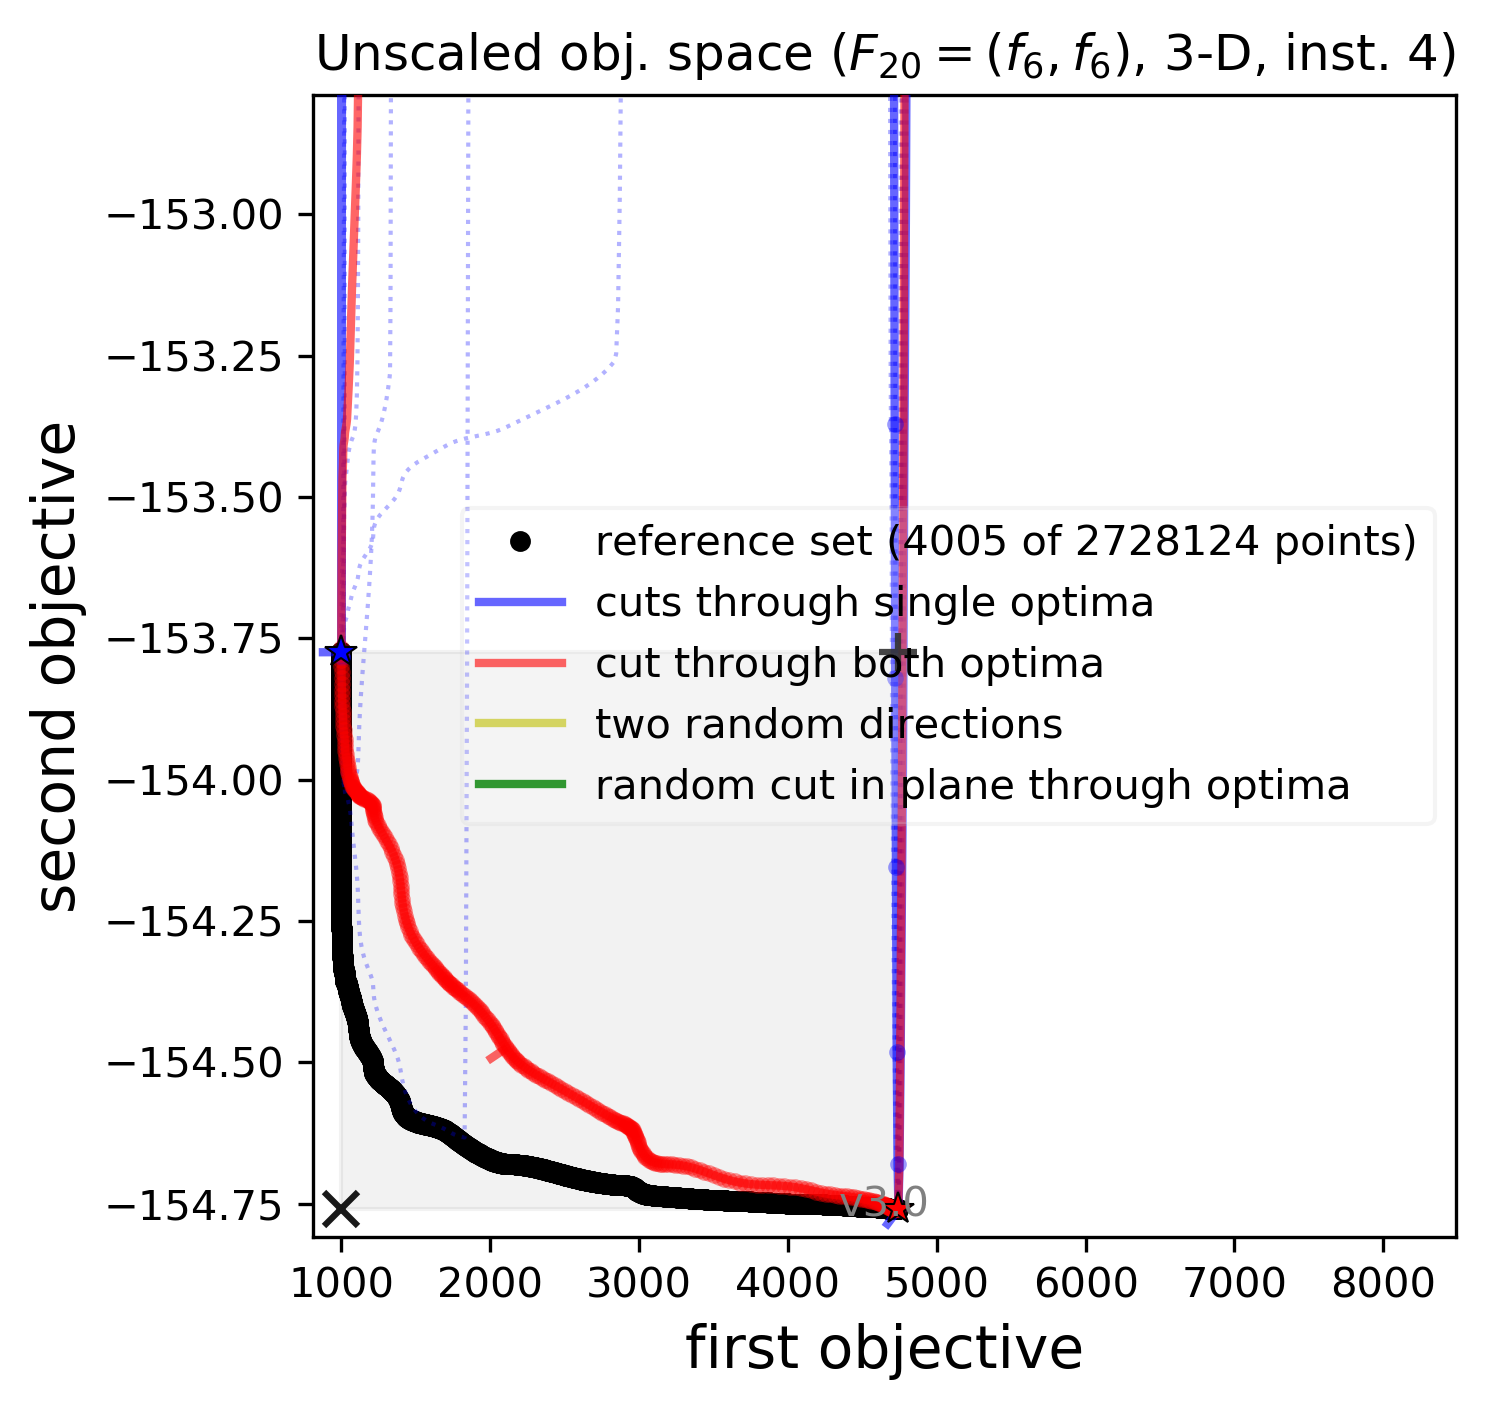 Unscaled obj. space (F20 = (f6, f6), 3-D, inst. 4)
second objective
−153.00
−153.25
−153.50
−153.75
−154.00
−154.25
−154.50
−154.75
reference set (4005 of 2728124 points)
cuts through single optima
cut through both optima
two random directions
random cut in plane through optima
v3.0
1000 2000 3000 4000 5000 6000 7000 8000
first objective